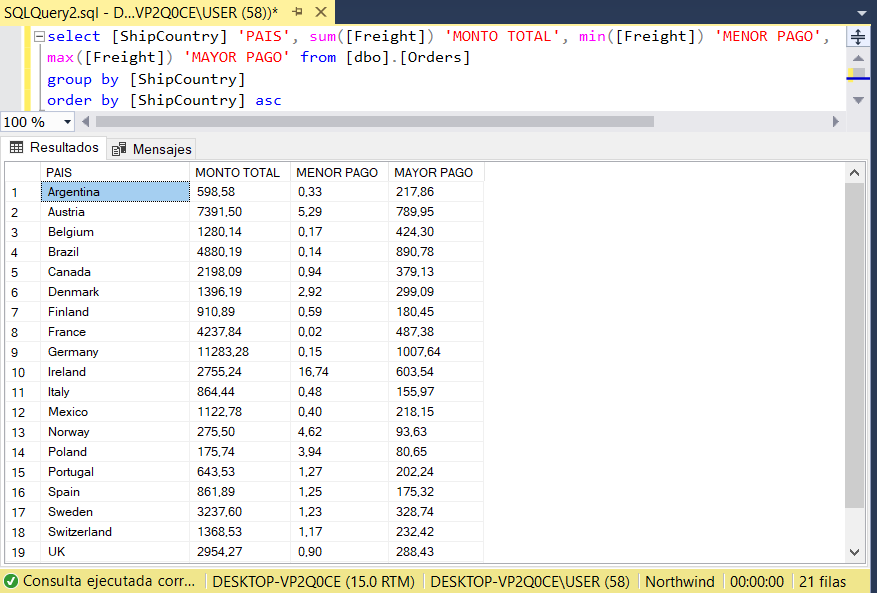 SQLQuery2.sql - D...VP2Q0CE\USER (58))*
select [ShipCountry] 'PAIS', sum([Freight]) 'MONTO TOTAL', min([Freight]) 'MENOR PAGO',
max([Freight]) 'MAYOR PAGO' from [dbo].[Orders]
group by [ShipCountry]
order by [ShipCountry] asc
100 %
Resultados Mensajes
PAIS MONTO TOTAL MENOR PAGO MAYOR PAGO
1 Argentina 598,58 0,33 217,86
2 Austria 7391,50 5,29 789,95
3 Belgium 1280,14 0,17 424,30
4 Brazil 4880,19 0,14 890,78
5 Canada 2198,09 0,94 379,13
6 Denmark 1396,19 2,92 299,09
7 Finland 910,89 0,59 180,45
8 France 4237,84 0,02 487,38
9 Germany 11283,28 0,15 1007,64
10 Ireland 2755,24 16,74 603,54
11 Italy 864,44 0,48 155,97
12 Mexico 1122,78 0,40 218,15
13 Norway 275,50 4,62 93,63
14 Poland 175,74 3,94 80,65
15 Portugal 643,53 1,27 202,24
16 Spain 861,89 1,25 175,32
17 Sweden 3237,60 1,23 328,74
18 Switzerland 1368,53 1,17 232,42
19 UK 2954,27 0,90 288,43
Consulta ejecutada corr... DESKTOP-VP2Q0CE (15.0 RTM) DESKTOP-VP2Q0CE\USER (58) Northwind 00:00:00 21 filas